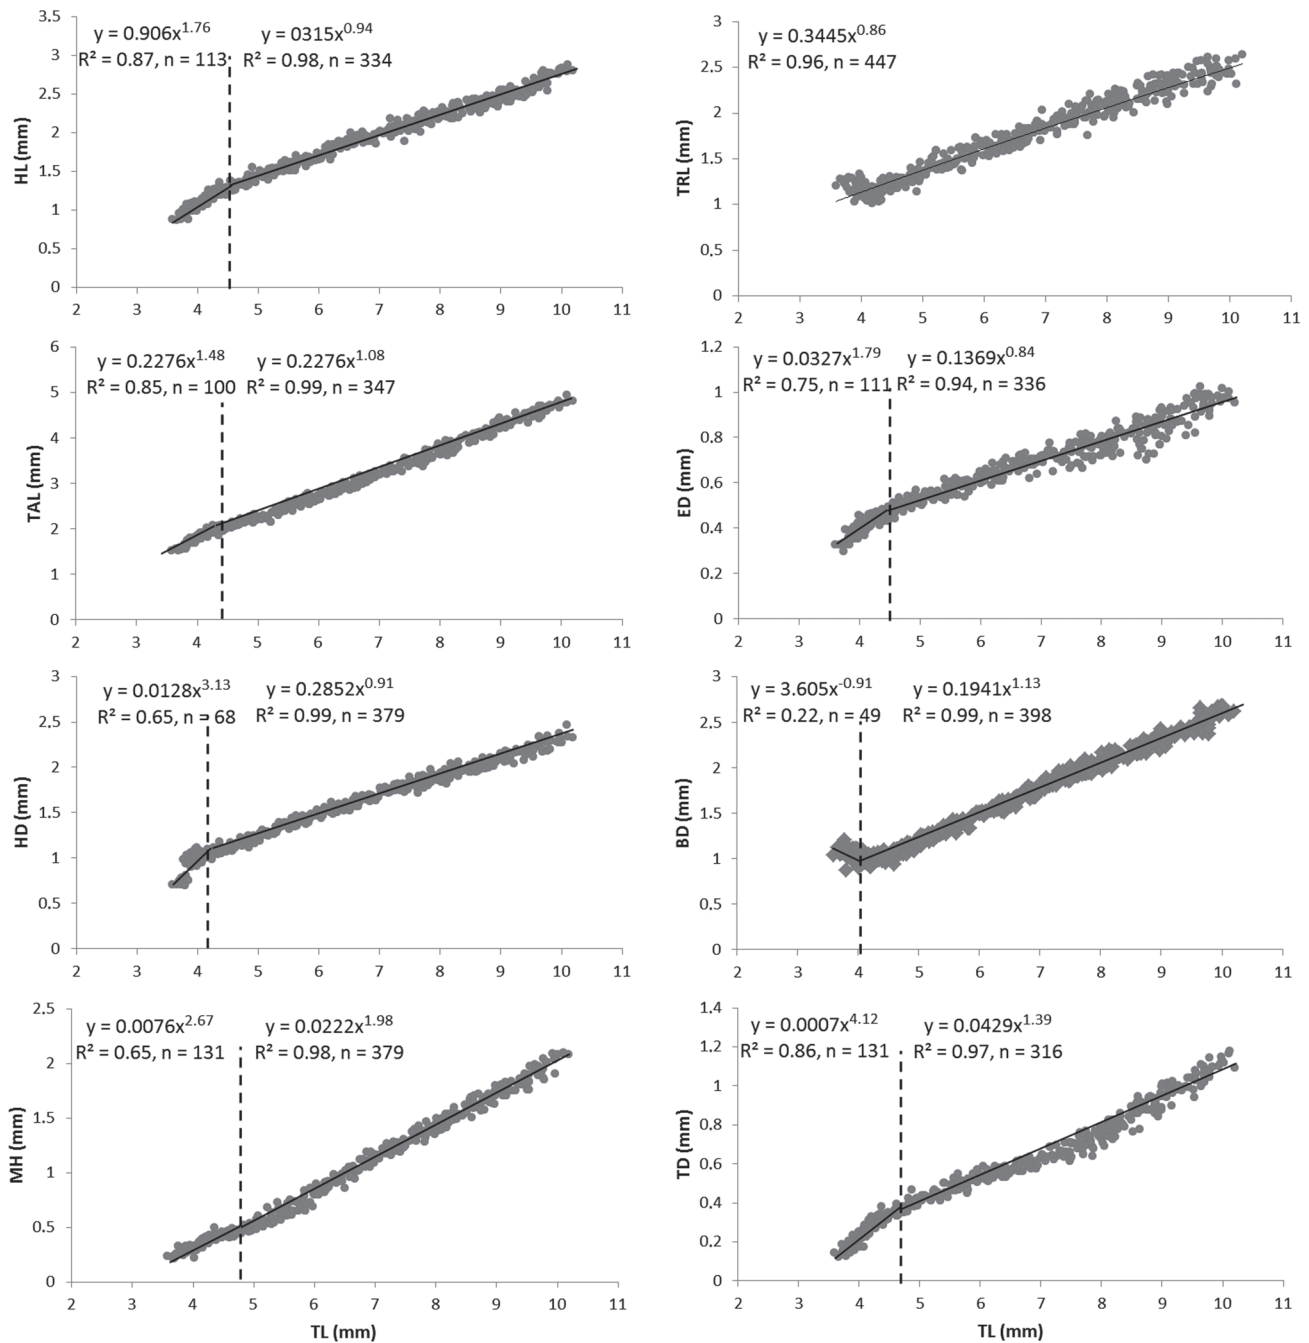 y = 0.906x^1.76 y = 0315x^0.94
R² = 0.87, n = 113 R² = 0.98, n = 334
HL (mm)
3.5
3
2.5
2
1.5
1
0.5
0
2 3 4 5 6 7 8 9 10 11
y = 0.3445x^0.86
R² = 0.96, n = 447
TRL (mm)
3
2.5
2
1.5
1
0.5
0
2 3 4 5 6 7 8 9 10 11
y = 0.2276x^1.48 y = 0.2276x^1.08
R² = 0.85, n = 100 R² = 0.99, n = 347
TAL (mm)
6
5
4
3
2
1
0
2 3 4 5 6 7 8 9 10 11
y = 0.0327x^1.79 y = 0.1369x^0.84
R² = 0.75, n = 111 R² = 0.94, n = 336
ED (mm)
1.2
1
0.8
0.6
0.4
0.2
0
2 3 4 5 6 7 8 9 10 11
y = 0.0128x^3.13 y = 0.2852x^0.91
R² = 0.65, n = 68 R² = 0.99, n = 379
HD (mm)
3
2.5
2
1.5
1
0.5
0
2 3 4 5 6 7 8 9 10 11
y = 3.605x^-0.91 y = 0.1941x^1.13
R² = 0.22, n = 49 R² = 0.99, n = 398
BD (mm)
3
2.5
2
1.5
1
0.5
0
2 3 4 5 6 7 8 9 10 11
y = 0.0076x^2.67 y = 0.0222x^1.98
R² = 0.65, n = 131 R² = 0.98, n = 379
MH (mm)
2.5
2
1.5
1
0.5
0
2 3 4 5 6 7 8 9 10 11
TL (mm)
y = 0.0007x^4.12 y = 0.0429x^1.39
R² = 0.86, n = 131 R² = 0.97, n = 316
TD (mm)
1.4
1.2
1
0.8
0.6
0.4
0.2
0
2 3 4 5 6 7 8 9 10 11
TL (mm)